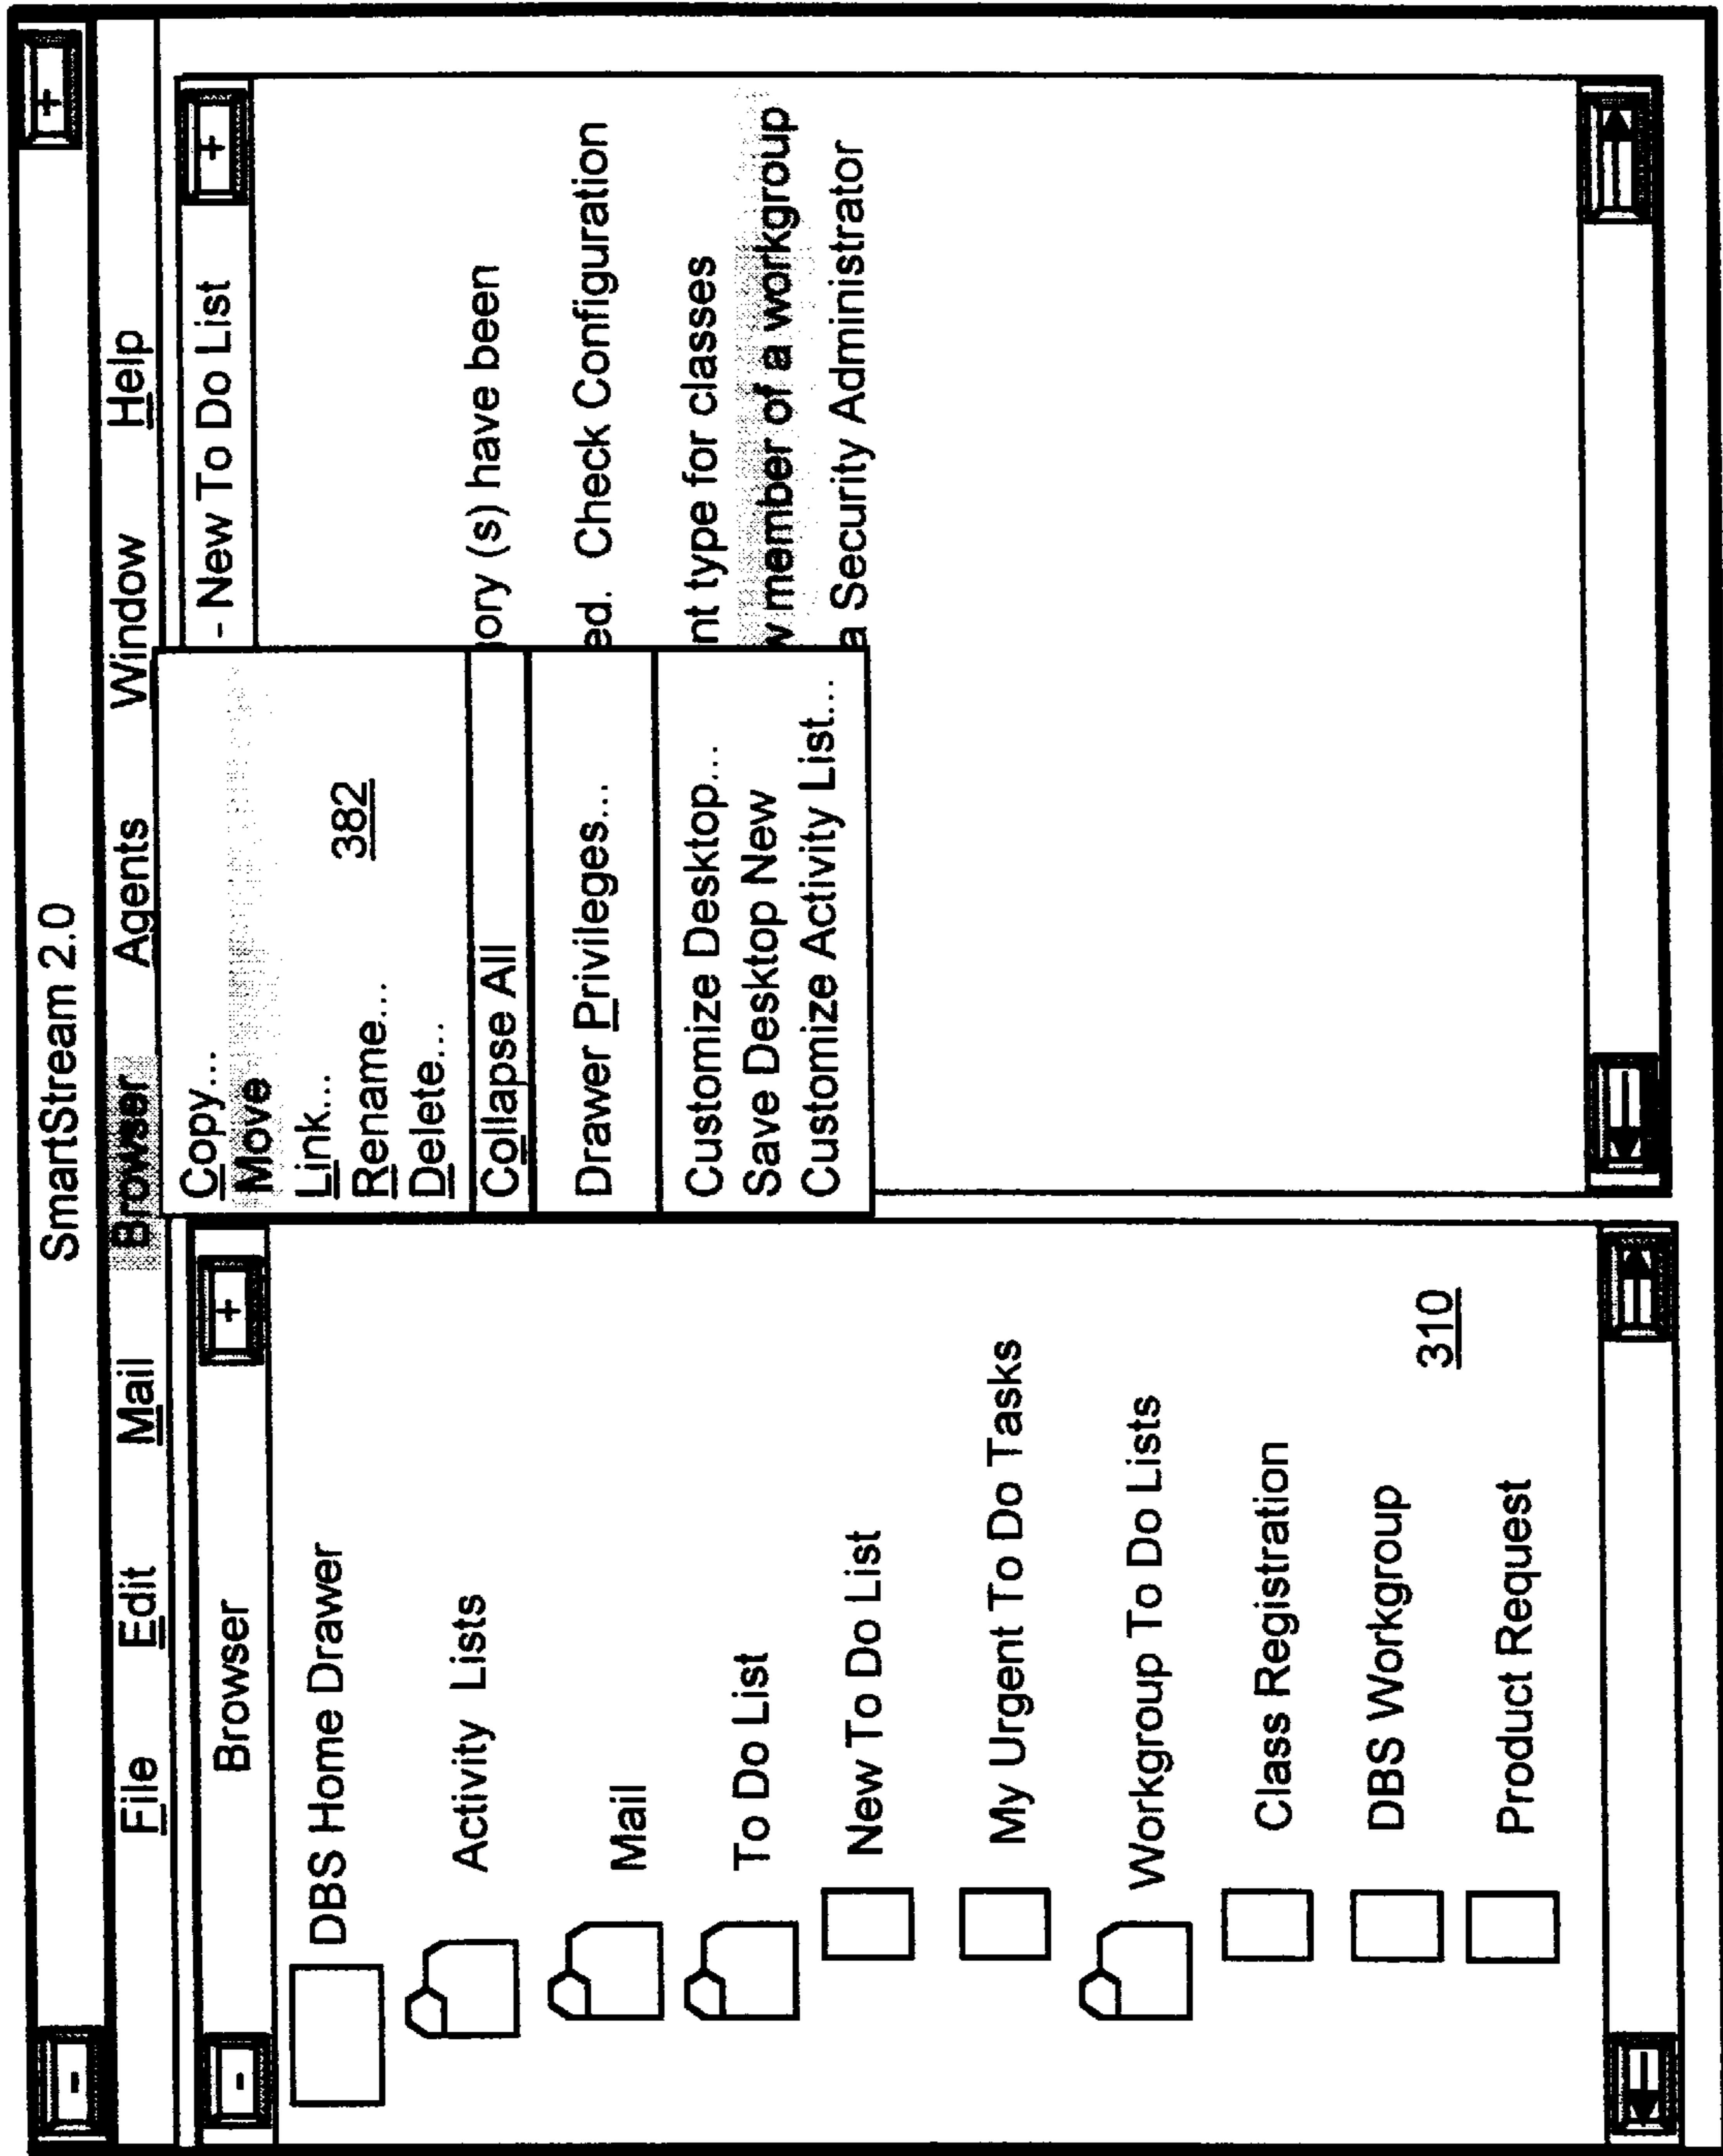 SmartStream 2.0
File Edit Mail Browser Agents Window Help
Browser
DBS Home Drawer
Activity Lists
Mail
To Do List
New To Do List
My Urgent To Do Tasks
Workgroup To Do Lists
Class Registration
DBS Workgroup
Product Request
310
Copy...
Move
Link...
Rename...
Delete...
382
Collapse All
Drawer Privileges...
Customize Desktop...
Save Desktop New
Customize Activity List...
- New To Do List
ory (s) have been
ed. Check Configuration
nt type for classes
w member of a workgroup
a Security Administrator